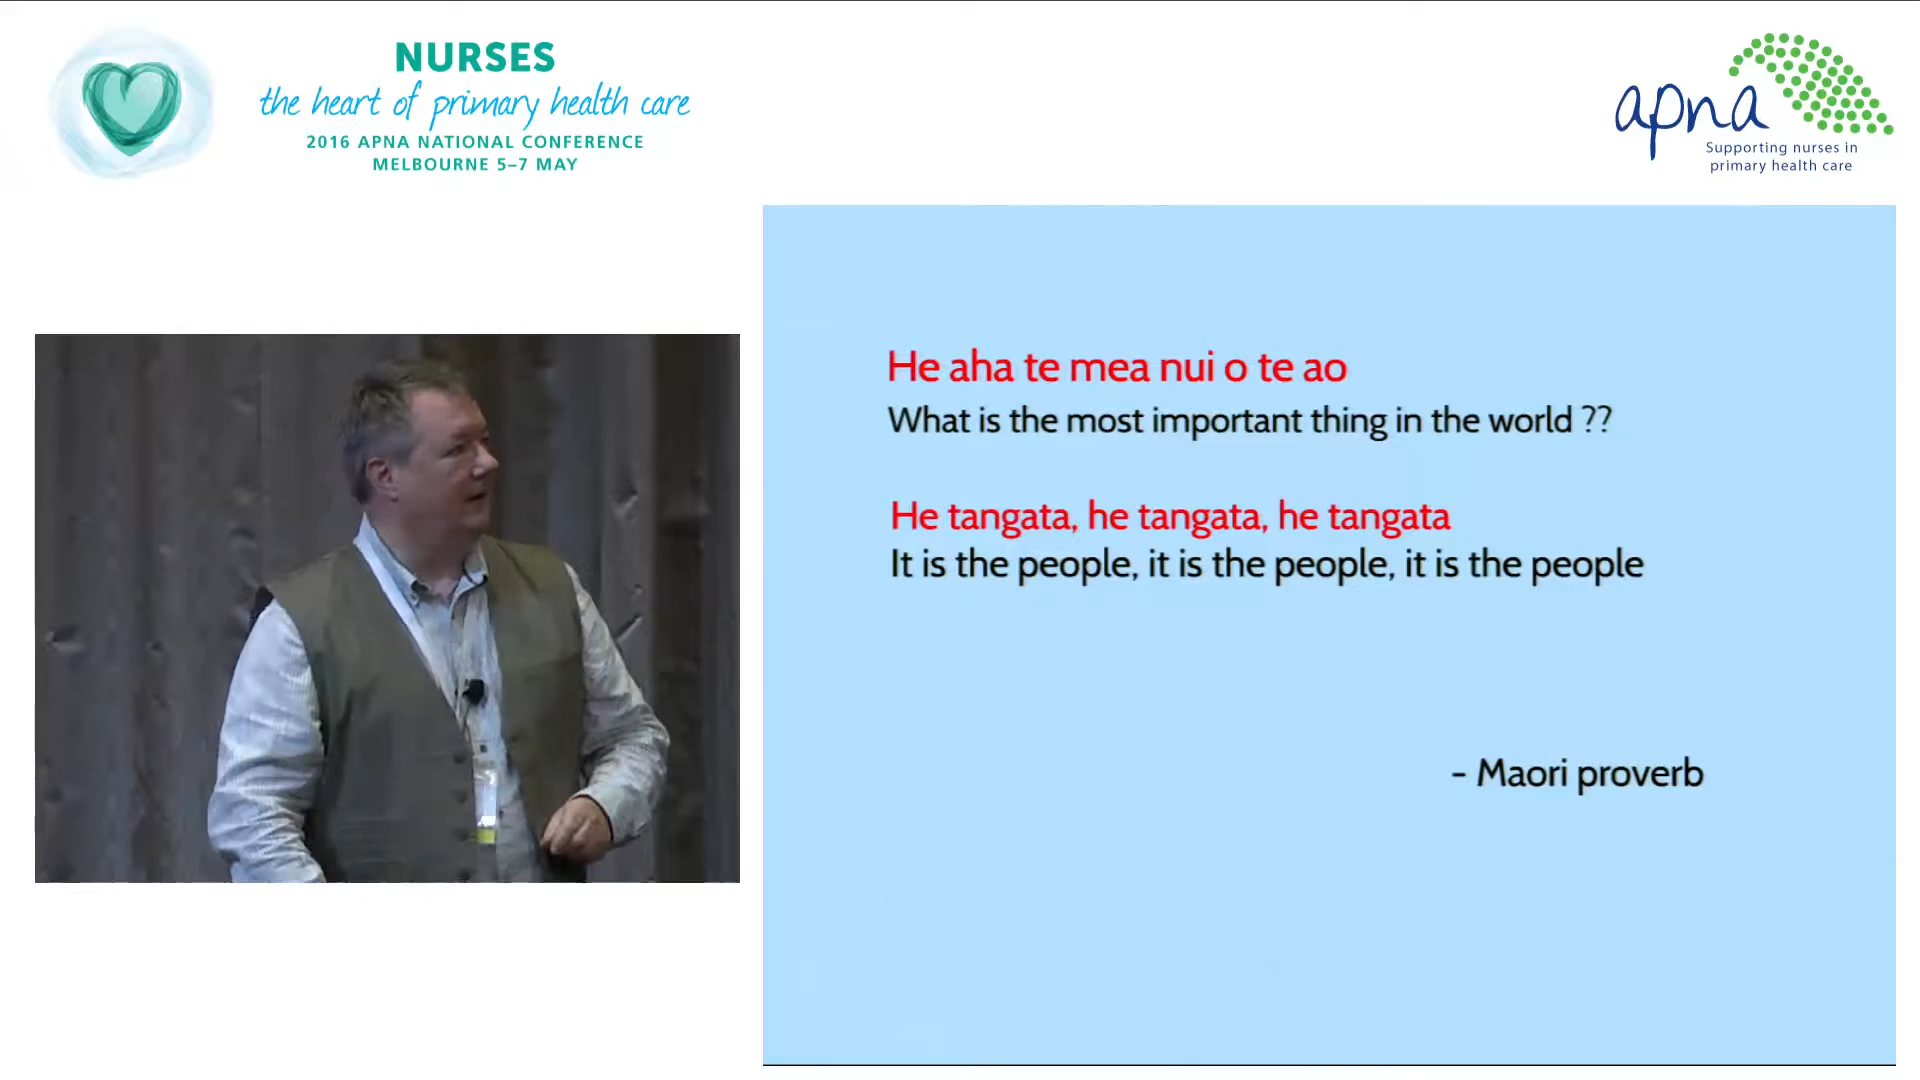 NURSES
the heart of primary health care
2016 APNA NATIONAL CONFERENCE
MELBOURNE 5–7 MAY
apna
Supporting nurses in
primary health care
He aha te mea nui o te ao
What is the most important thing in the world ??
He tangata, he tangata, he tangata
It is the people, it is the people, it is the people
- Maori proverb